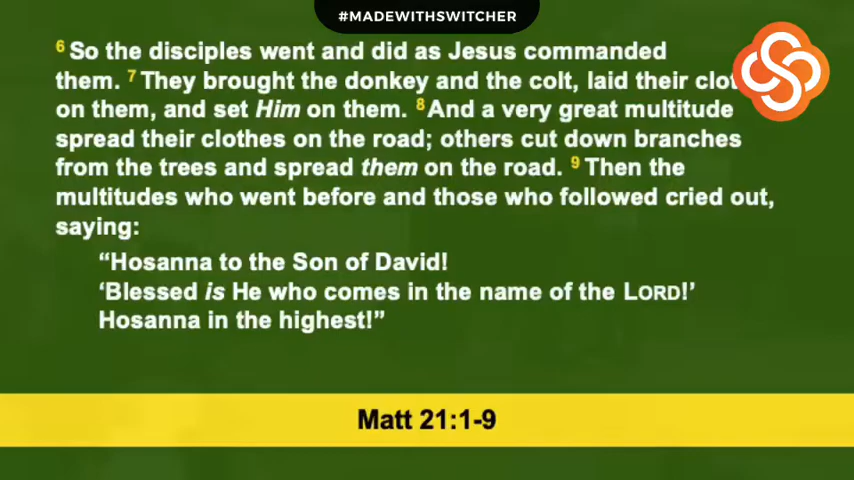 #MADEWITHSWITCHER
6 So the disciples went and did as Jesus commanded
them. 7 They brought the donkey and the colt, laid their
on them, and set Him on them. 8 And a very great multitude
spread their clothes on the road; others cut down branches
from the trees and spread them on the road. 9 Then the
multitudes who went before and those who followed cried out,
saying:
“Hosanna to the Son of David!
‘Blessed is He who comes in the name of the LORD!’
Hosanna in the highest!”
Matt 21:1-9